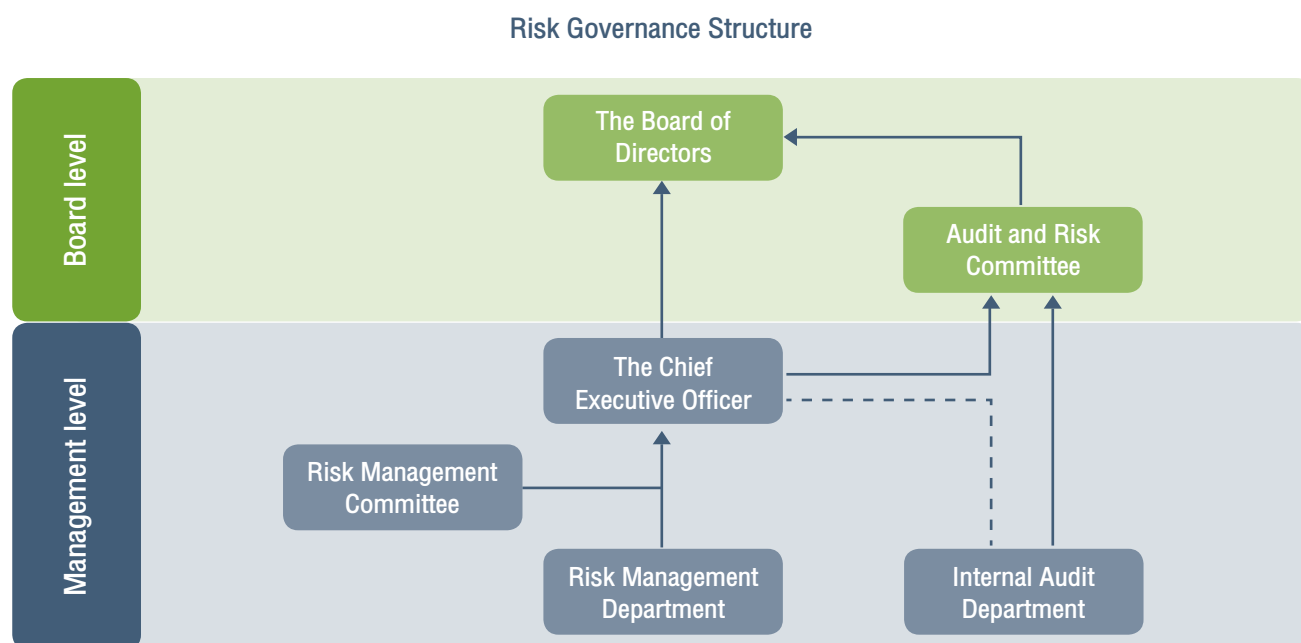 Risk Governance Structure
Board level
The Board of
Directors
Audit and Risk
Committee
Management level
The Chief
Executive Officer
Risk Management
Committee
Risk Management
Department
Internal Audit
Department